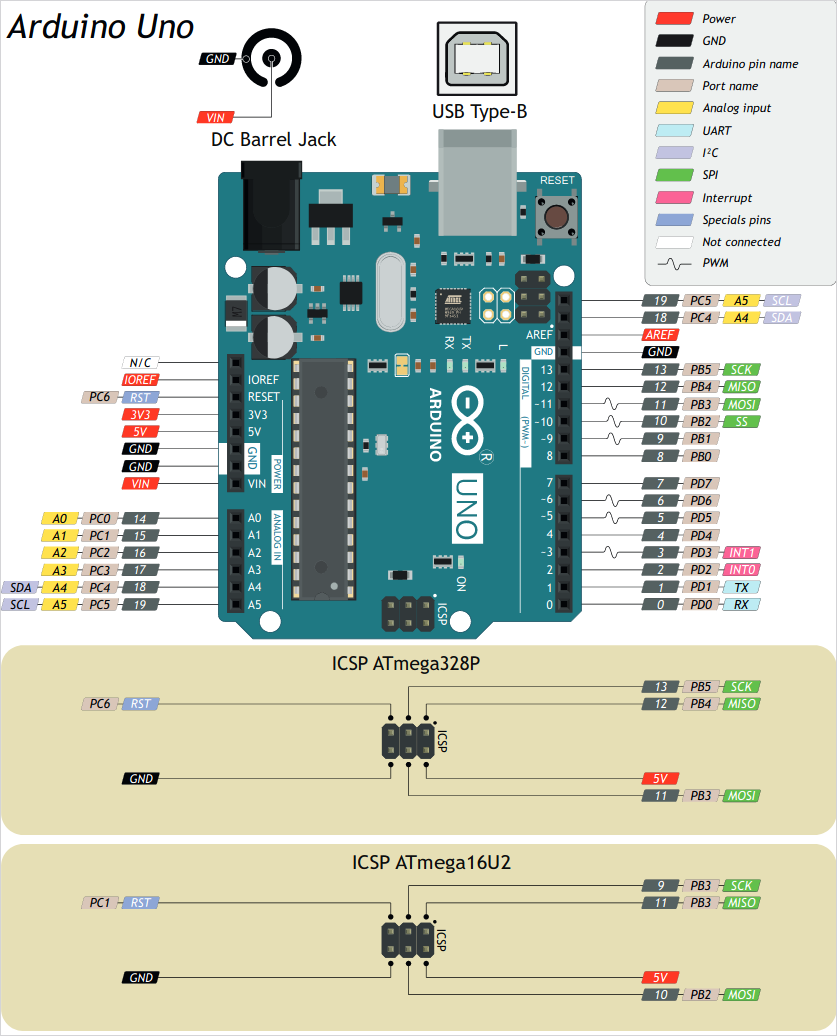 Arduino Uno
GND
VIN
DC Barrel Jack
USB Type-B
Power
GND
Arduino pin name
Port name
Analog input
UART
I²C
SPI
Interrupt
Specials pins
Not connected
PWM
RESET
RX
TX
L
N/C
IOREF
PC6 RST
3V3
5V
GND
GND
VIN
IOREF
RESET
3V3
5V
GND
VIN
POWER
A0 PC0 14
A1 PC1 15
A2 PC2 16
A3 PC3 17
SDA A4 PC4 18
SCL A5 PC5 19
A0
A1
A2
A3
A4
A5
ANALOG IN
ARDUINO
®
UNO
ON
ICSP
DIGITAL (PWM~)
AREF
GND
13
12
~11
~10
~9
8
7
~6
~5
4
~3
2
1
0
19 PC5 A5 SCL
18 PC4 A4 SDA
AREF
GND
13 PB5 SCK
12 PB4 MISO
11 PB3 MOSI
10 PB2 SS
9 PB1
8 PB0
7 PD7
6 PD6
5 PD5
4 PD4
3 PD3 INT1
2 PD2 INT0
1 PD1 TX
0 PD0 RX
ICSP ATmega328P
PC6 RST
GND
ICSP
13 PB5 SCK
12 PB4 MISO
5V
11 PB3 MOSI
ICSP ATmega16U2
PC1 RST
GND
ICSP
9 PB3 SCK
11 PB3 MISO
5V
10 PB2 MOSI